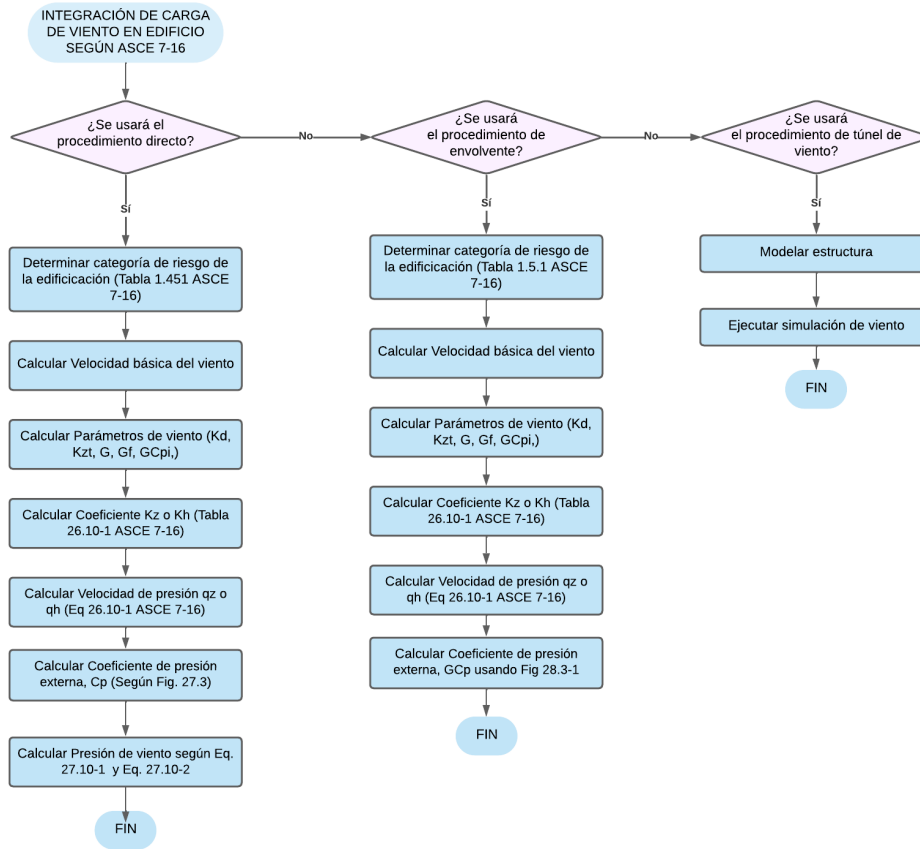 INTEGRACIÓN DE CARGA
DE VIENTO EN EDIFICIO
SEGÚN ASCE 7-16
¿Se usará el
procedimiento directo?
No
¿Se usará
el procedimiento de
envolvente?
No
¿Se usará
el procedimiento de túnel de
viento?
Sí
Determinar categoría de riesgo de
la edificicación (Tabla 1.451 ASCE
7-16)
Calcular Velocidad básica del viento
Calcular Parámetros de viento (Kd,
Kzt, G, Gf, GCpi,)
Calcular Coeficiente Kz o Kh (Tabla
26.10-1 ASCE 7-16)
Calcular Velocidad de presión qz o
qh (Eq 26.10-1 ASCE 7-16)
Calcular Coeficiente de presión
externa, Cp (Según Fig. 27.3)
Calcular Presión de viento según Eq.
27.10-1 y Eq. 27.10-2
FIN
Sí
Determinar categoría de riesgo de
la edificicación (Tabla 1.5.1 ASCE
7-16)
Calcular Velocidad básica del viento
Calcular Parámetros de viento (Kd,
Kzt, G, Gf, GCpi,)
Calcular Coeficiente Kz o Kh (Tabla
26.10-1 ASCE 7-16)
Calcular Velocidad de presión qz o
qh (Eq 26.10-1 ASCE 7-16)
Calcular Coeficiente de presión
externa, GCp usando Fig 28.3-1
FIN
Sí
Modelar estructura
Ejecutar simulación de viento
FIN